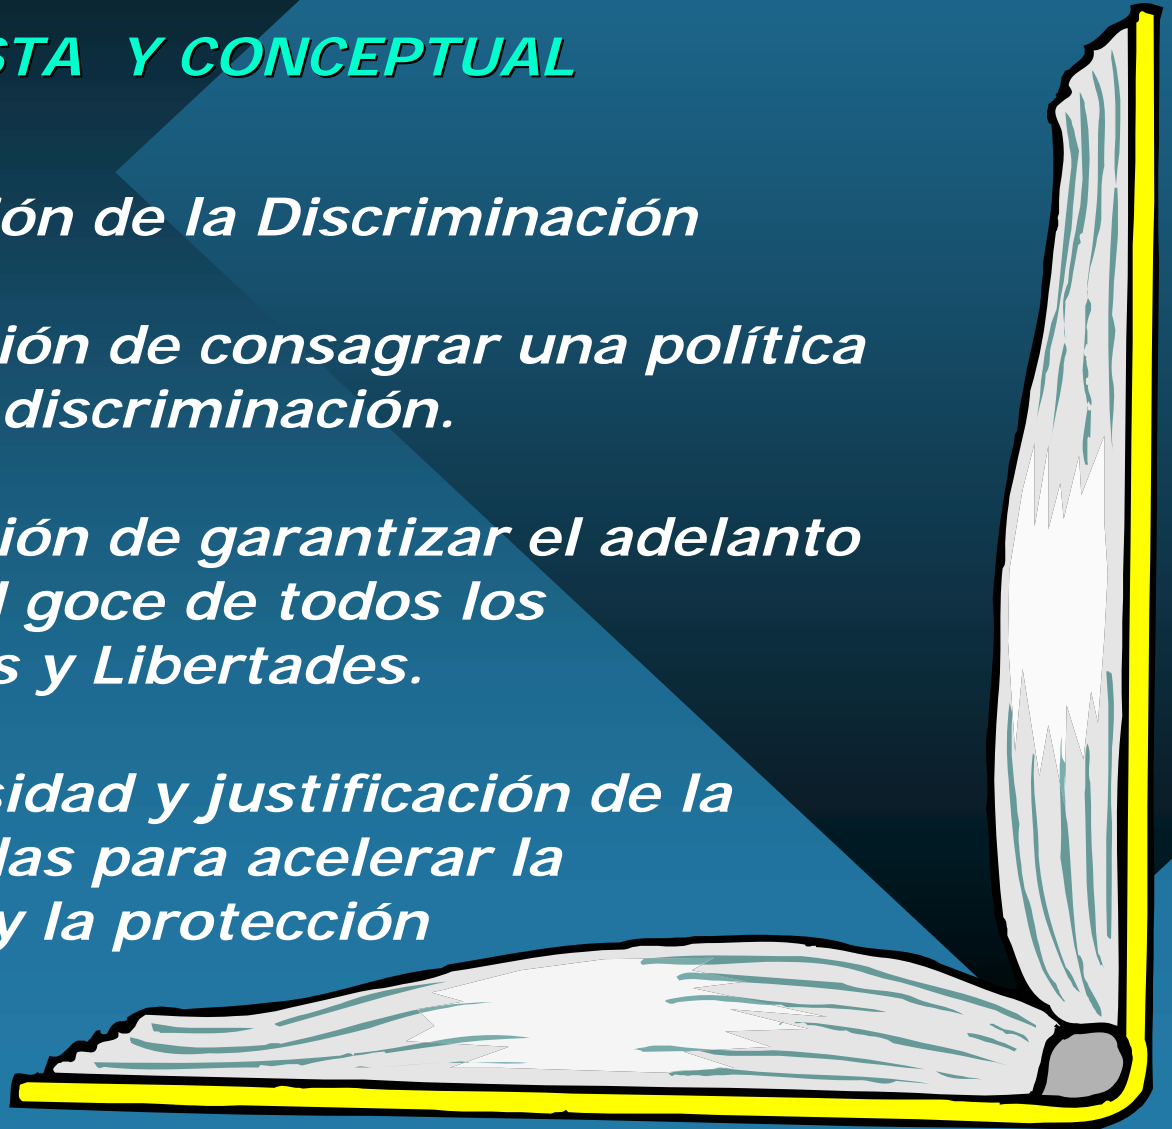 STA Y CONCEPTUAL
ión de la Discriminación
ión de consagrar una política
discriminación.
ión de garantizar el adelanto
l goce de todos los
s y Libertades.
sidad y justificación de la
das para acelerar la
y la protección